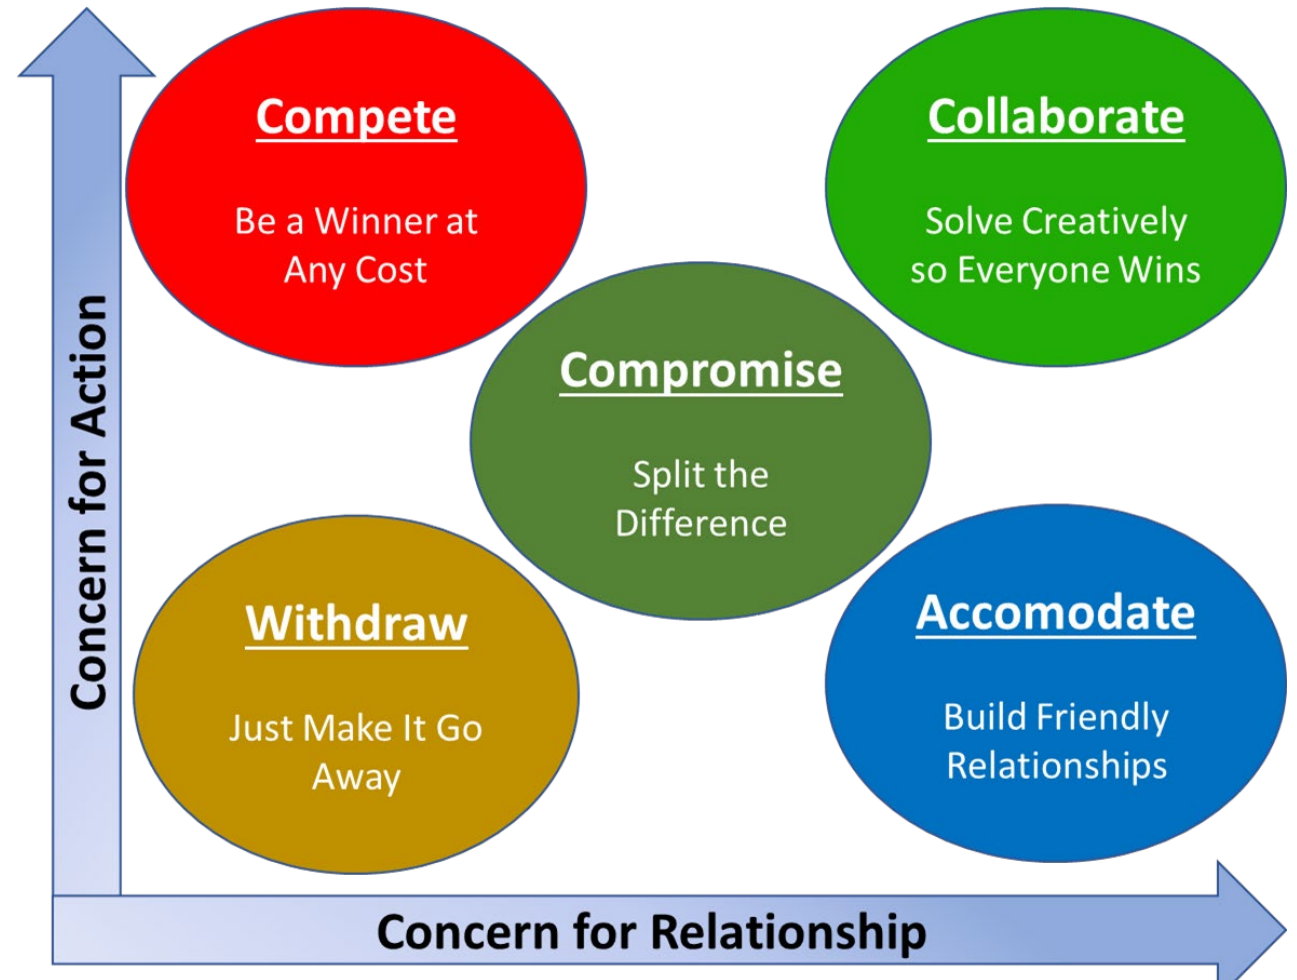 Compete
Be a Winner at
Any Cost
Collaborate
Solve Creatively
so Everyone Wins
Compromise
Split the
Difference
Withdraw
Just Make It Go
Away
Accomodate
Build Friendly
Relationships
Concern for Action
Concern for Relationship